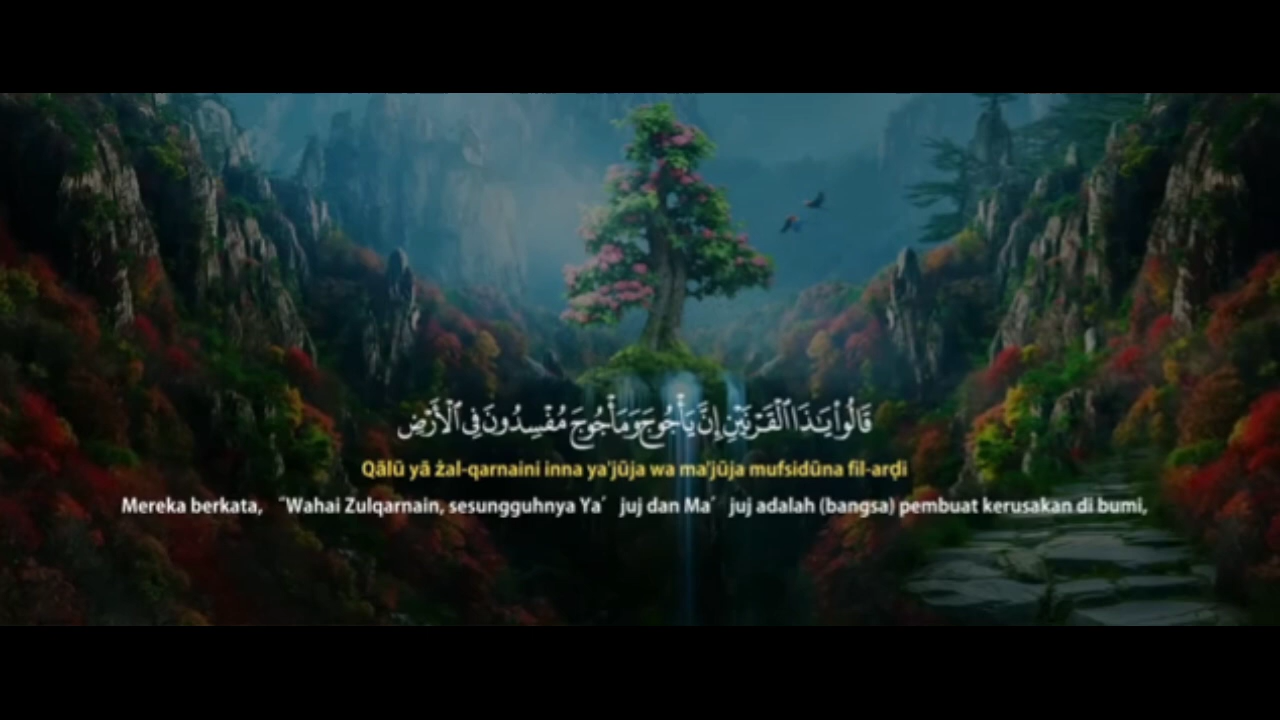 قَالُوا۟ يَـٰذَا ٱلْقَرْنَيْنِ إِنَّ يَأْجُوجَ وَمَأْجُوجَ مُفْسِدُونَ فِى ٱلْأَرْضِ
Qālū yā żal-qarnaini inna ya'jūja wa ma'jūja mufsidūna fil-arḍi
Mereka berkata, “Wahai Zulqarnain, sesungguhnya Ya’juj dan Ma’juj adalah (bangsa) pembuat kerusakan di bumi,